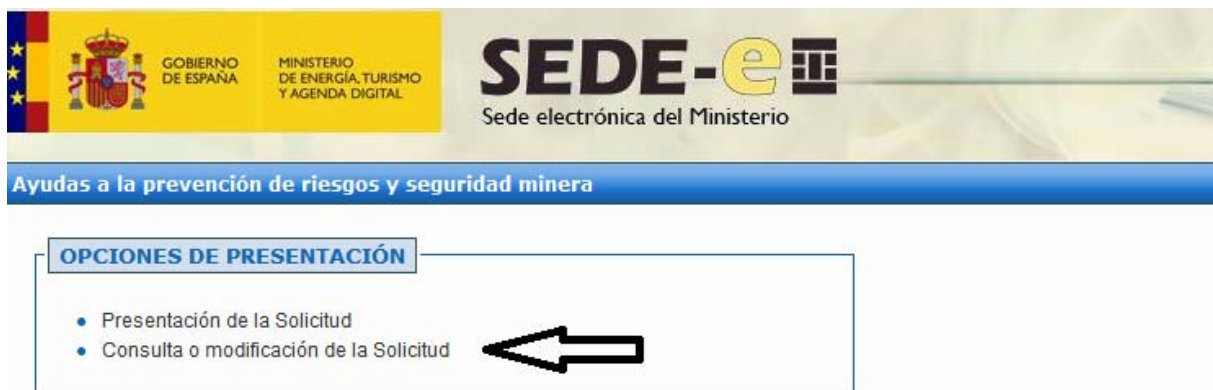 GOBIERNO
DE ESPAÑA
MINISTERIO
DE ENERGÍA, TURISMO
Y AGENDA DIGITAL
SEDE-e
Sede electrónica del Ministerio
Ayudas a la prevención de riesgos y seguridad minera
OPCIONES DE PRESENTACIÓN
Presentación de la Solicitud
Consulta o modificación de la Solicitud